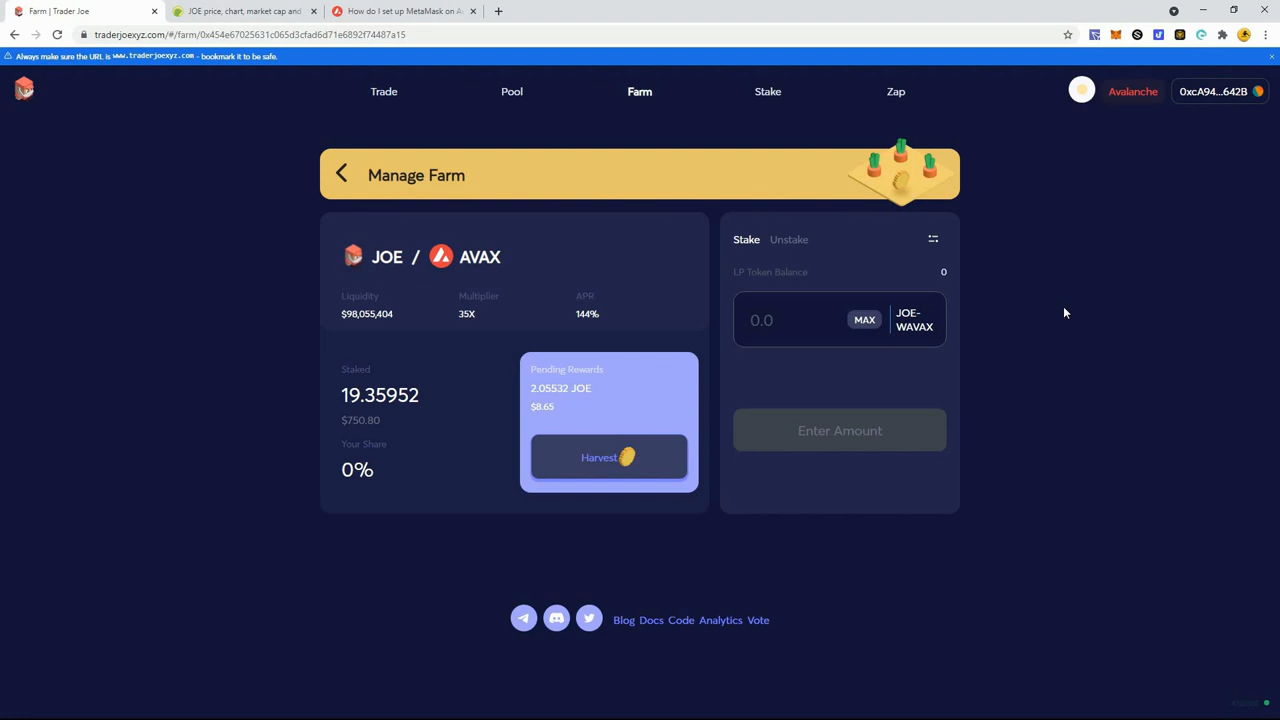 Farm | Trader Joe
JOE price, chart, market cap and
How do I set up MetaMask on Av
traderjoexyz.com/#/farm/0x454e67025631c065d3cfad6d71e6892f74487a15
Always make sure the URL is www.traderjoexyz.com - bookmark it to be safe.
Trade
Pool
Farm
Stake
Zap
Avalanche
0xcA94...642B
Manage Farm
JOE / AVAX
Liquidity
Multiplier
APR
$98,055,404
35X
144%
Staked
19.35952
$750.80
Your Share
0%
Pending Rewards
2.05532 JOE
$8.65
Harvest
Stake
Unstake
LP Token Balance
0
0.0
MAX
JOE-
WAVAX
Enter Amount
Blog Docs Code Analytics Vote